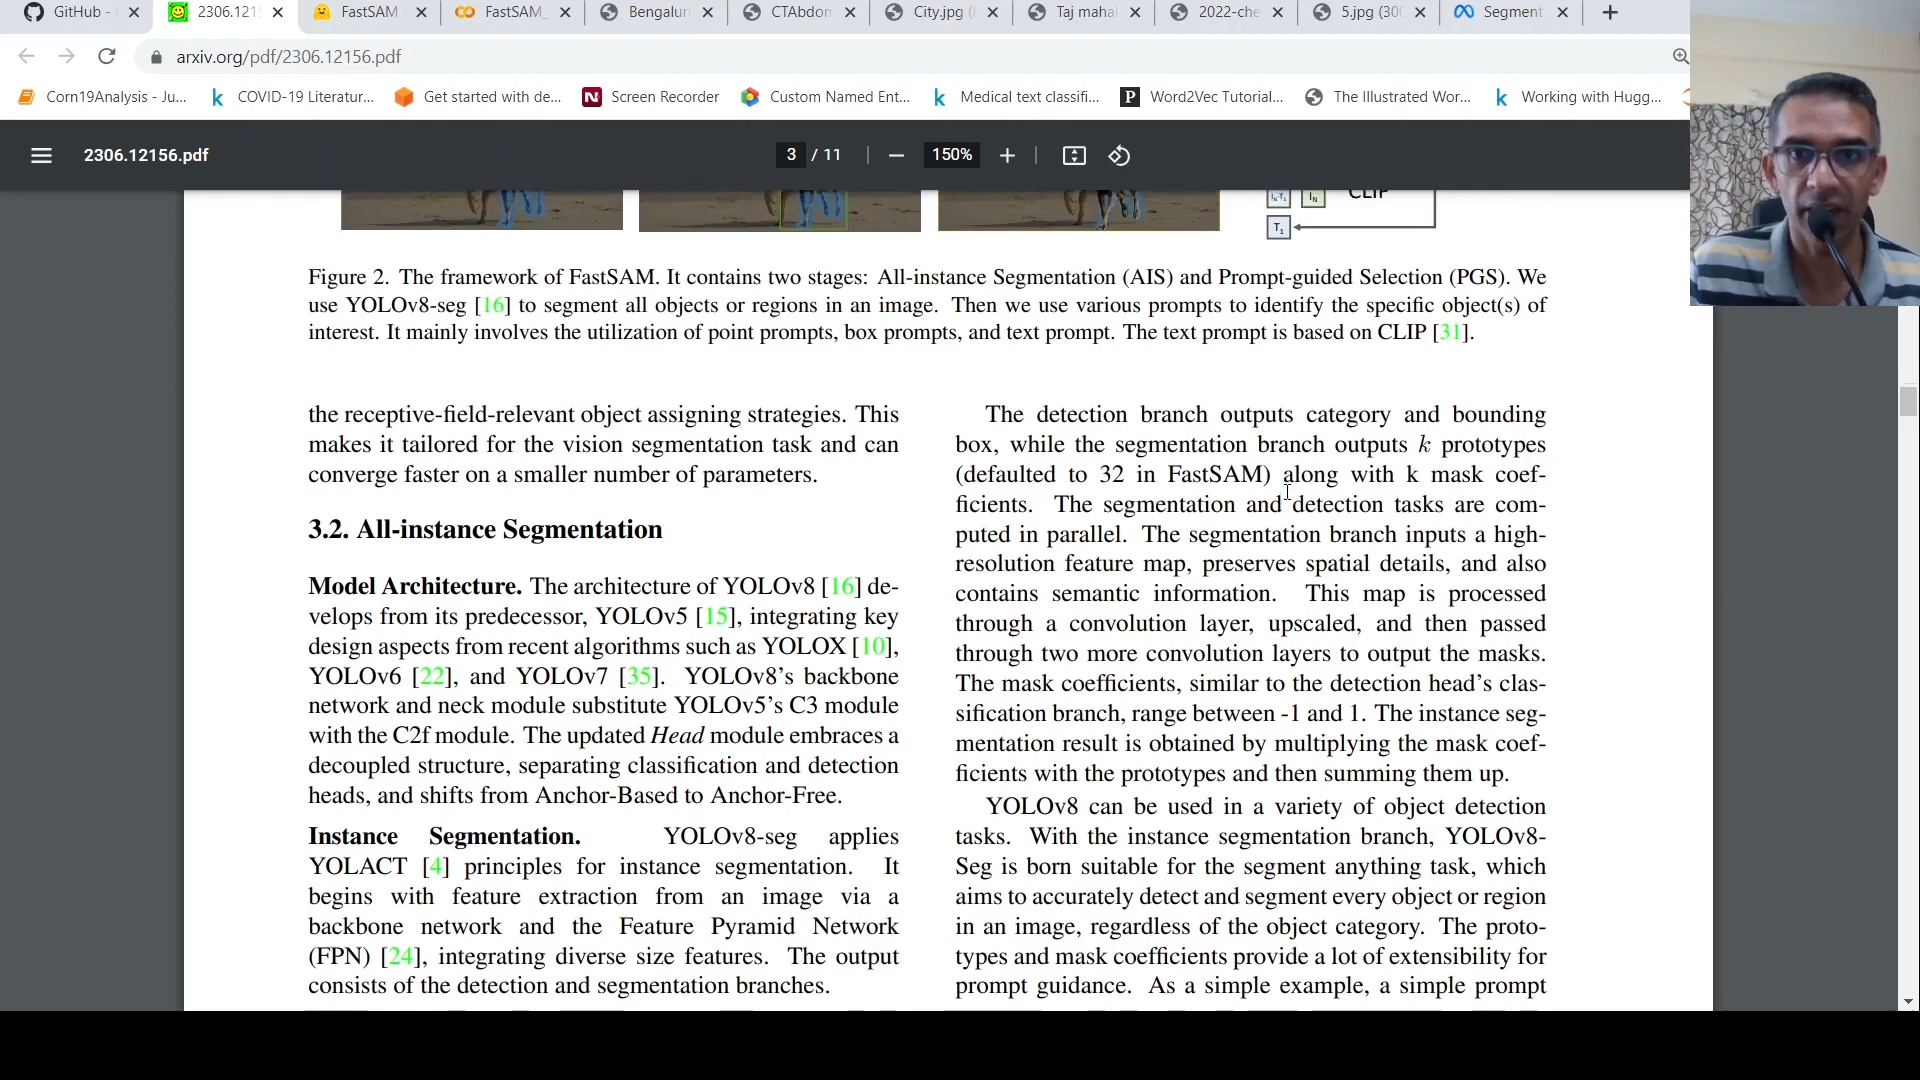 GitHub -
2306.121
FastSAM
FastSAM_
Bengalur
CTAbdom
City.jpg (
Taj maha
2022-che
5.jpg (300
Segment
arxiv.org/pdf/2306.12156.pdf
Corn19Analysis - Ju...
COVID-19 Literatur...
Get started with de...
Screen Recorder
Custom Named Ent...
Medical text classifi...
Word2Vec Tutorial...
The Illustrated Wor...
Working with Hugg...
2306.12156.pdf
3 / 11
150%
CLIP
T₁
Figure 2. The framework of FastSAM. It contains two stages: All-instance Segmentation (AIS) and Prompt-guided Selection (PGS). We
use YOLOv8-seg [16] to segment all objects or regions in an image. Then we use various prompts to identify the specific object(s) of
interest. It mainly involves the utilization of point prompts, box prompts, and text prompt. The text prompt is based on CLIP [31].
the receptive-field-relevant object assigning strategies. This
makes it tailored for the vision segmentation task and can
converge faster on a smaller number of parameters.
3.2. All-instance Segmentation
Model Architecture. The architecture of YOLOv8 [16] de-
velops from its predecessor, YOLOv5 [15], integrating key
design aspects from recent algorithms such as YOLOX [10],
YOLOv6 [22], and YOLOv7 [35]. YOLOv8's backbone
network and neck module substitute YOLOv5's C3 module
with the C2f module. The updated Head module embraces a
decoupled structure, separating classification and detection
heads, and shifts from Anchor-Based to Anchor-Free.
Instance Segmentation. YOLOv8-seg applies
YOLACT [4] principles for instance segmentation. It
begins with feature extraction from an image via a
backbone network and the Feature Pyramid Network
(FPN) [24], integrating diverse size features. The output
consists of the detection and segmentation branches.
The detection branch outputs category and bounding
box, while the segmentation branch outputs k prototypes
(defaulted to 32 in FastSAM) along with k mask coef-
ficients. The segmentation and detection tasks are com-
puted in parallel. The segmentation branch inputs a high-
resolution feature map, preserves spatial details, and also
contains semantic information. This map is processed
through a convolution layer, upscaled, and then passed
through two more convolution layers to output the masks.
The mask coefficients, similar to the detection head's clas-
sification branch, range between -1 and 1. The instance seg-
mentation result is obtained by multiplying the mask coef-
ficients with the prototypes and then summing them up.
YOLOv8 can be used in a variety of object detection
tasks. With the instance segmentation branch, YOLOv8-
Seg is born suitable for the segment anything task, which
aims to accurately detect and segment every object or region
in an image, regardless of the object category. The proto-
types and mask coefficients provide a lot of extensibility for
prompt guidance. As a simple example, a simple prompt